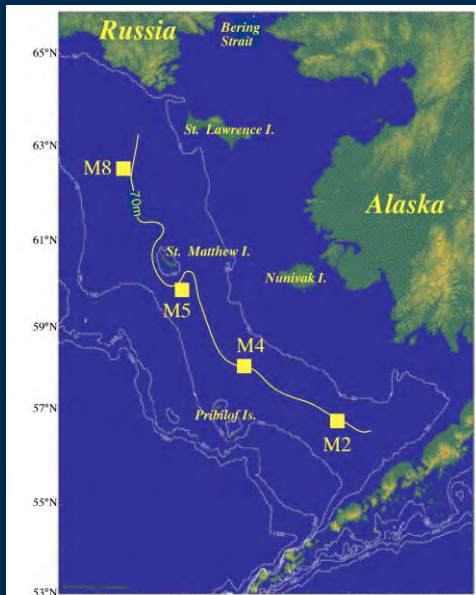 Russia
Bering
Strait
65°N
St. Lawrence I.
63°N
M8
Alaska
70m
61°N
St. Matthew I.
Nunivak I.
M5
59°N
M4
57°N
Pribilof Is.
M2
55°N
53°N